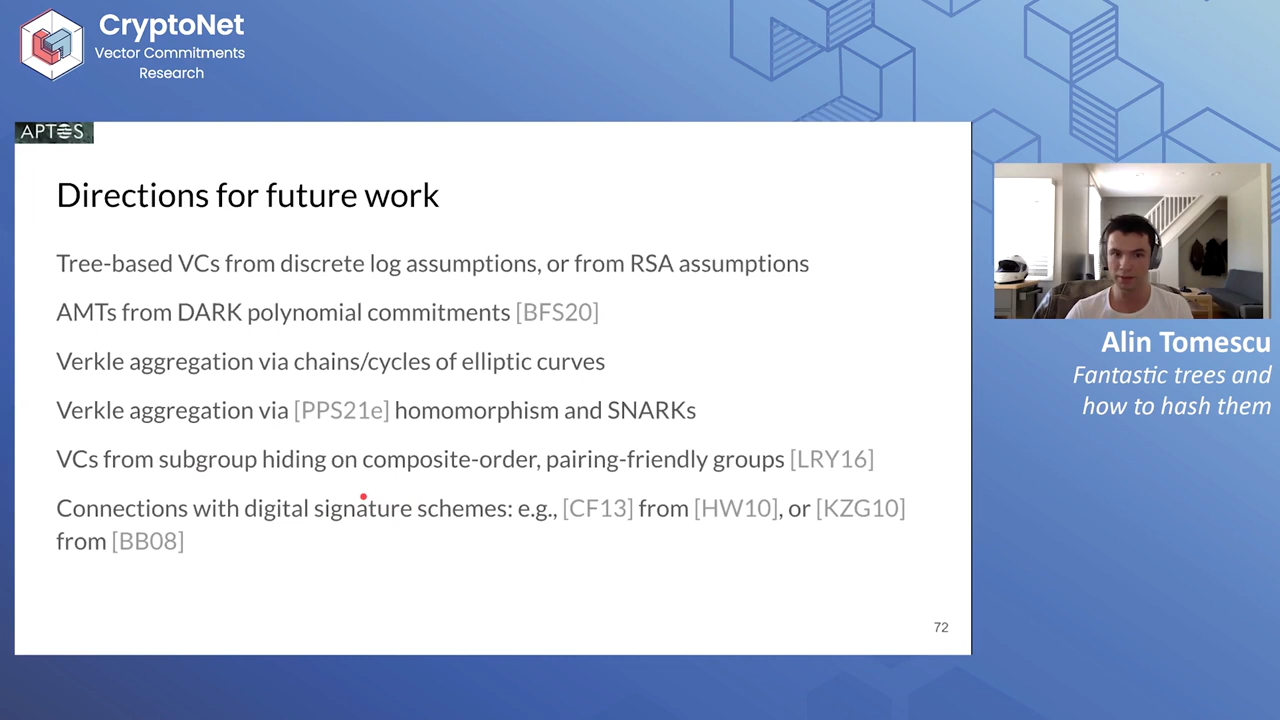 CryptoNet
Vector Commitments
Research
APTOS
Directions for future work
Tree-based VCs from discrete log assumptions, or from RSA assumptions
AMTs from DARK polynomial commitments [BFS20]
Verkle aggregation via chains/cycles of elliptic curves
Verkle aggregation via [PPS21e] homomorphism and SNARKs
VCs from subgroup hiding on composite-order, pairing-friendly groups [LRY16]
Connections with digital signature schemes: e.g., [CF13] from [HW10], or [KZG10]
from [BB08]
72
Alin Tomescu
Fantastic trees and
how to hash them